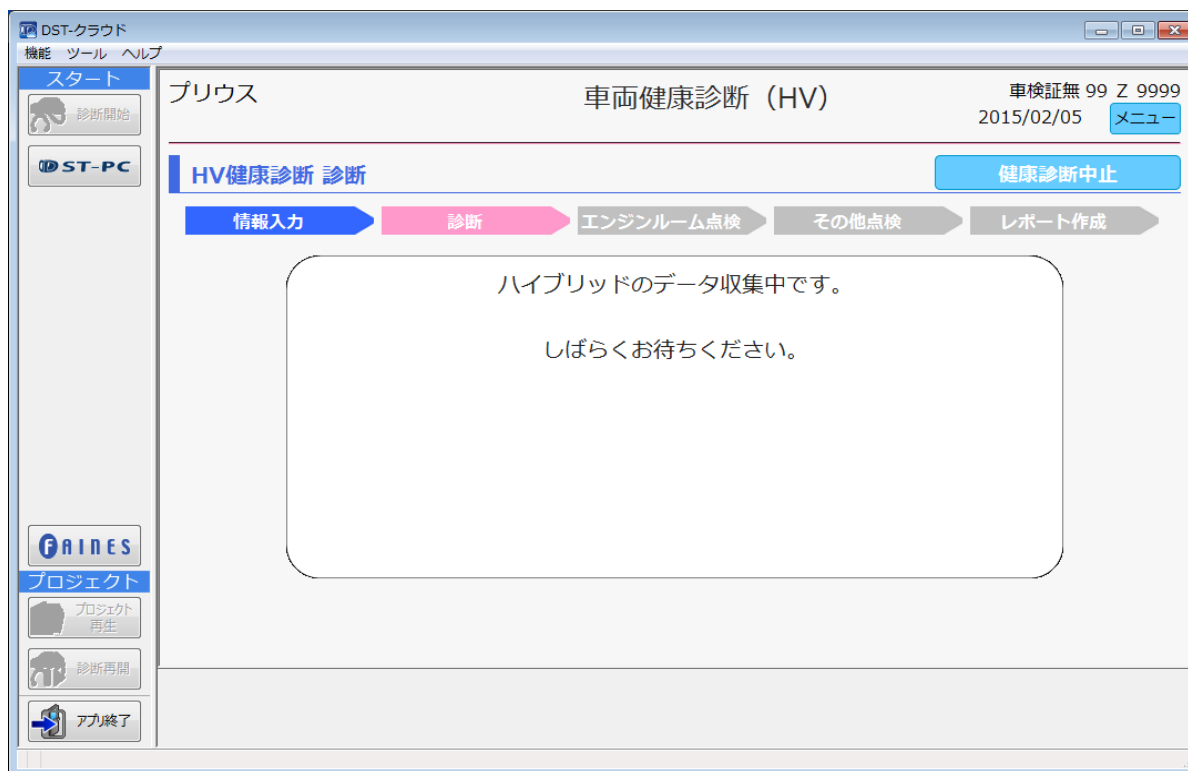 DST-クラウド
機能 ツール ヘルプ
スタート
診断開始
DST-PC
FAINES
プロジェクト
プロジェクト
再生
診断再開
アプリ終了
プリウス
車両健康診断（HV）
車検証無 99 Z 9999
2015/02/05
メニュー
HV健康診断 診断
健康診断中止
情報入力
診断
エンジンルーム点検
その他点検
レポート作成
ハイブリッドのデータ収集中です。
しばらくお待ちください。